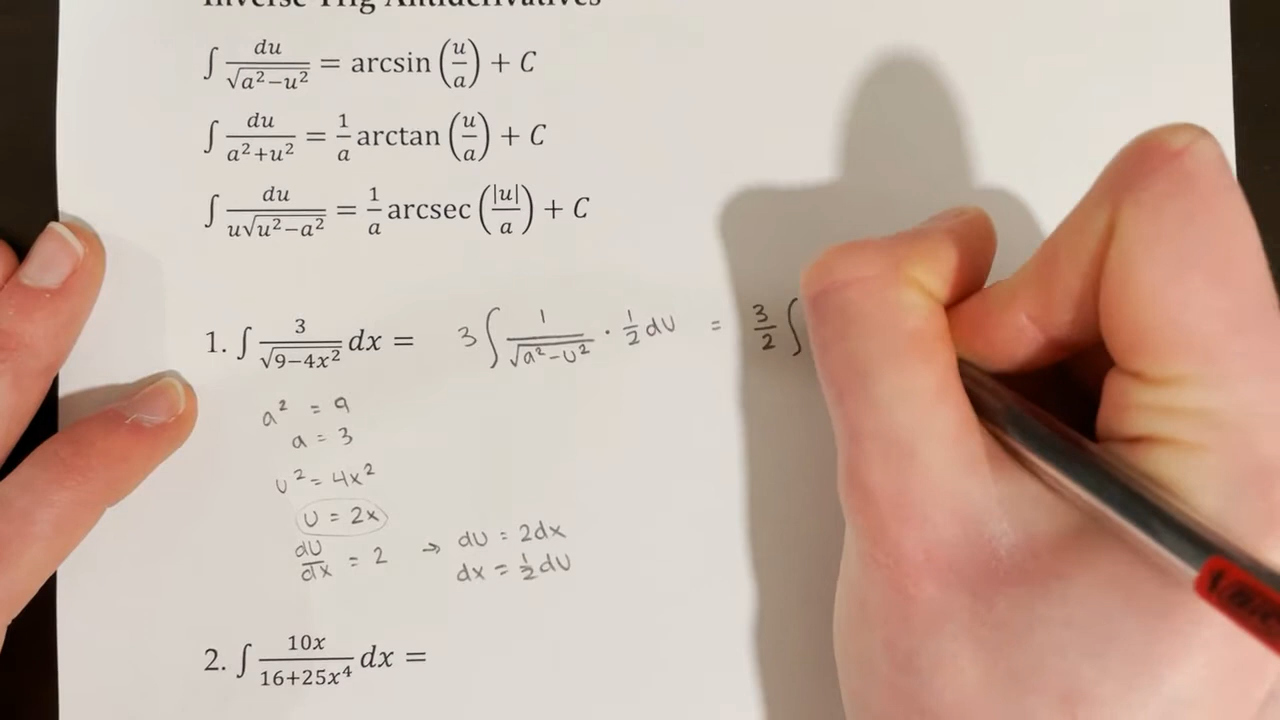 Inverse Trig Antiderivatives
∫ du/√(a²−u²) = arcsin (u/a) + C
∫ du/(a²+u²) = 1/a arctan (u/a) + C
∫ du/(u√(u²−a²)) = 1/a arcsec (|u|/a) + C
1. ∫ 3/√(9−4x²) dx = 3 ∫ 1/√(a²−u²) · 1/2 du = 3/2 ∫
a² = 9
a = 3
u² = 4x²
u = 2x
du/dx = 2 → du = 2dx
dx = 1/2 du
2. ∫ 10x/(16+25x⁴) dx =